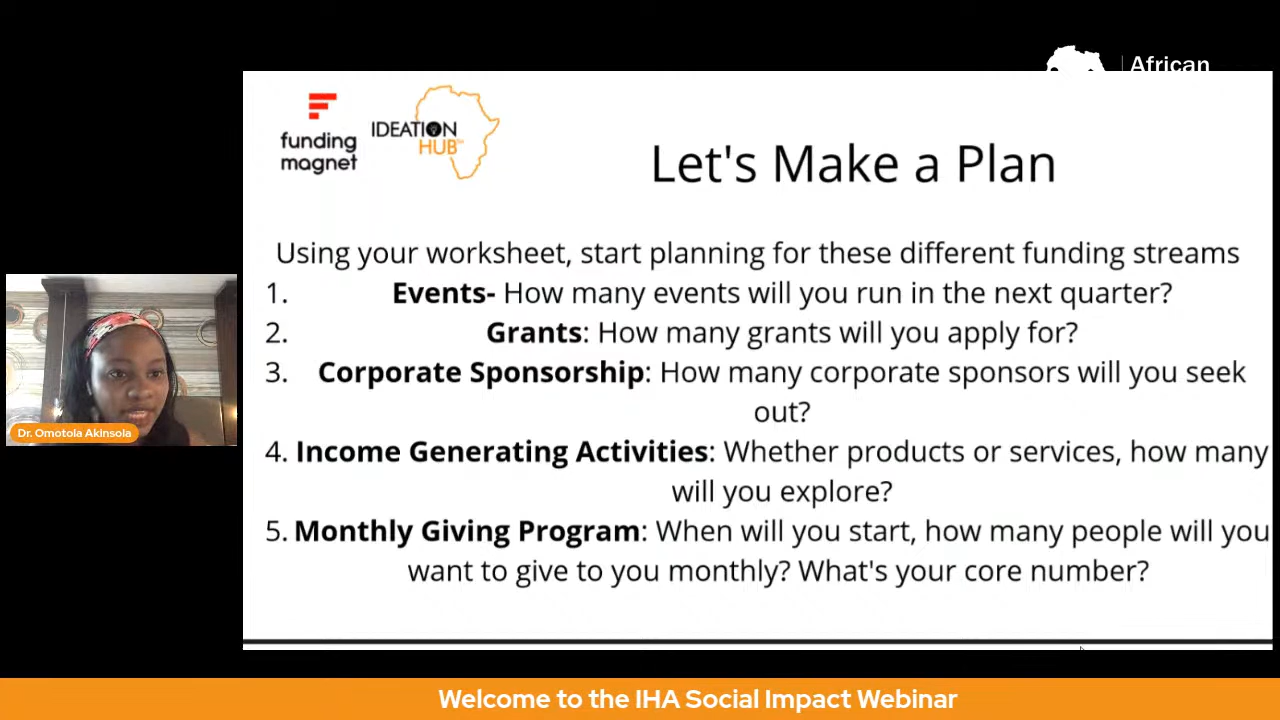 African
funding
magnet
IDEATION
HUB
Let's Make a Plan
Using your worksheet, start planning for these different funding streams
1. Events- How many events will you run in the next quarter?
2. Grants: How many grants will you apply for?
3. Corporate Sponsorship: How many corporate sponsors will you seek
out?
4. Income Generating Activities: Whether products or services, how many
will you explore?
5. Monthly Giving Program: When will you start, how many people will you
want to give to you monthly? What's your core number?
Dr. Omotola Akinsola
Welcome to the IHA Social Impact Webinar